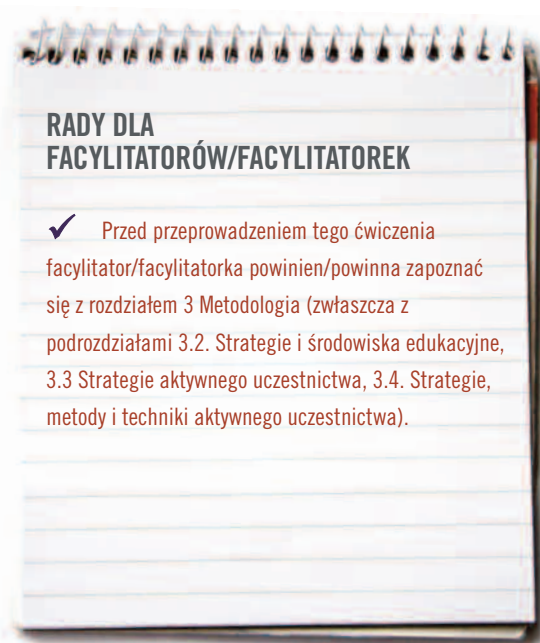 RADY DLA
FACYLITATORÓW/FACYLITATOREK
✓ Przed przeprowadzeniem tego ćwiczenia
facylitator/facylitatorka powinien/powinna zapoznać
się z rozdziałem 3 Metodologia (zwłaszcza z
podrozdziałami 3.2. Strategie i środowiska edukacyjne,
3.3 Strategie aktywnego uczestnictwa, 3.4. Strategie,
metody i techniki aktywnego uczestnictwa).